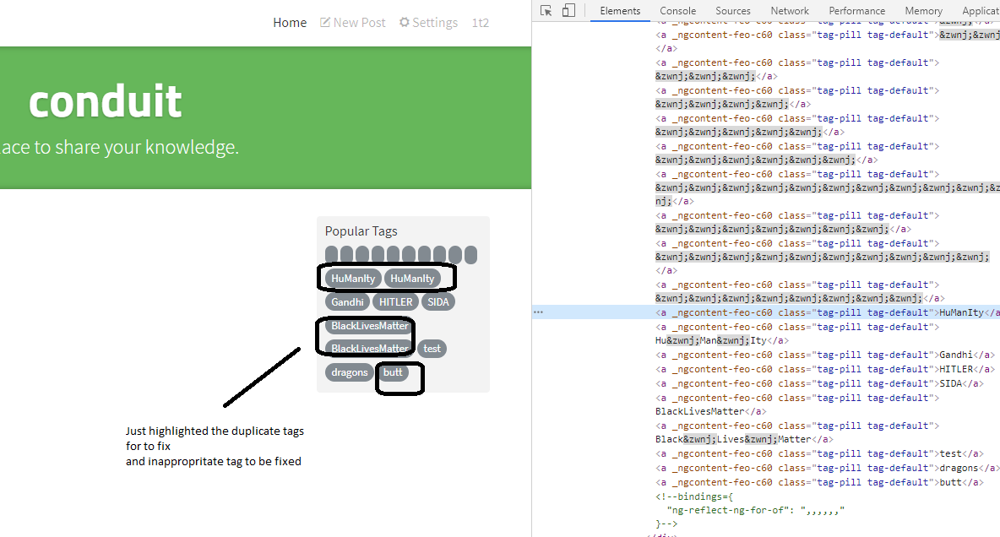 Home New Post Settings 1t2
conduit
lace to share your knowledge.
Popular Tags
HuManIty HuManIty
Gandhi HITLER SIDA
BlackLivesMatter
BlackLivesMatter test
dragons butt
Just highlighted the duplicate tags
for to fix
and inappropritate tag to be fixed
Elements Console Sources Network Performance Memory Applicat
<a _ngcontent-feo-c60 class="tag-pill tag-default">&zwnj;</a>
<a _ngcontent-feo-c60 class="tag-pill tag-default">&zwnj;&zwnj
</a>
<a _ngcontent-feo-c60 class="tag-pill tag-default">
&zwnj;&zwnj;&zwnj;</a>
<a _ngcontent-feo-c60 class="tag-pill tag-default">
&zwnj;&zwnj;&zwnj;&zwnj;</a>
<a _ngcontent-feo-c60 class="tag-pill tag-default">
&zwnj;&zwnj;&zwnj;&zwnj;&zwnj;</a>
<a _ngcontent-feo-c60 class="tag-pill tag-default">
&zwnj;&zwnj;&zwnj;&zwnj;&zwnj;&zwnj;</a>
<a _ngcontent-feo-c60 class="tag-pill tag-default">
&zwnj;&zwnj;&zwnj;&zwnj;&zwnj;&zwnj;&zwnj;&zwnj;&zwnj;&zwnj;&z
nj;</a>
<a _ngcontent-feo-c60 class="tag-pill tag-default">
&zwnj;&zwnj;&zwnj;&zwnj;&zwnj;&zwnj;&zwnj;</a>
<a _ngcontent-feo-c60 class="tag-pill tag-default">
&zwnj;&zwnj;&zwnj;&zwnj;&zwnj;&zwnj;&zwnj;&zwnj;&zwnj;&zwnj;
</a>
<a _ngcontent-feo-c60 class="tag-pill tag-default">
&zwnj;&zwnj;&zwnj;&zwnj;&zwnj;&zwnj;&zwnj;&zwnj;</a>
<a _ngcontent-feo-c60 class="tag-pill tag-default">HuManIty</a
<a _ngcontent-feo-c60 class="tag-pill tag-default">
Hu&zwnj;Man&zwnj;Ity</a>
<a _ngcontent-feo-c60 class="tag-pill tag-default">Gandhi</a>
<a _ngcontent-feo-c60 class="tag-pill tag-default">HITLER</a>
<a _ngcontent-feo-c60 class="tag-pill tag-default">SIDA</a>
<a _ngcontent-feo-c60 class="tag-pill tag-default">
BlackLivesMatter</a>
<a _ngcontent-feo-c60 class="tag-pill tag-default">
Black&zwnj;Lives&zwnj;Matter</a>
<a _ngcontent-feo-c60 class="tag-pill tag-default">test</a>
<a _ngcontent-feo-c60 class="tag-pill tag-default">dragons</a>
<a _ngcontent-feo-c60 class="tag-pill tag-default">butt</a>
<!--bindings={
"ng-reflect-ng-for-of": ",,,,,,"
}-->
</div>